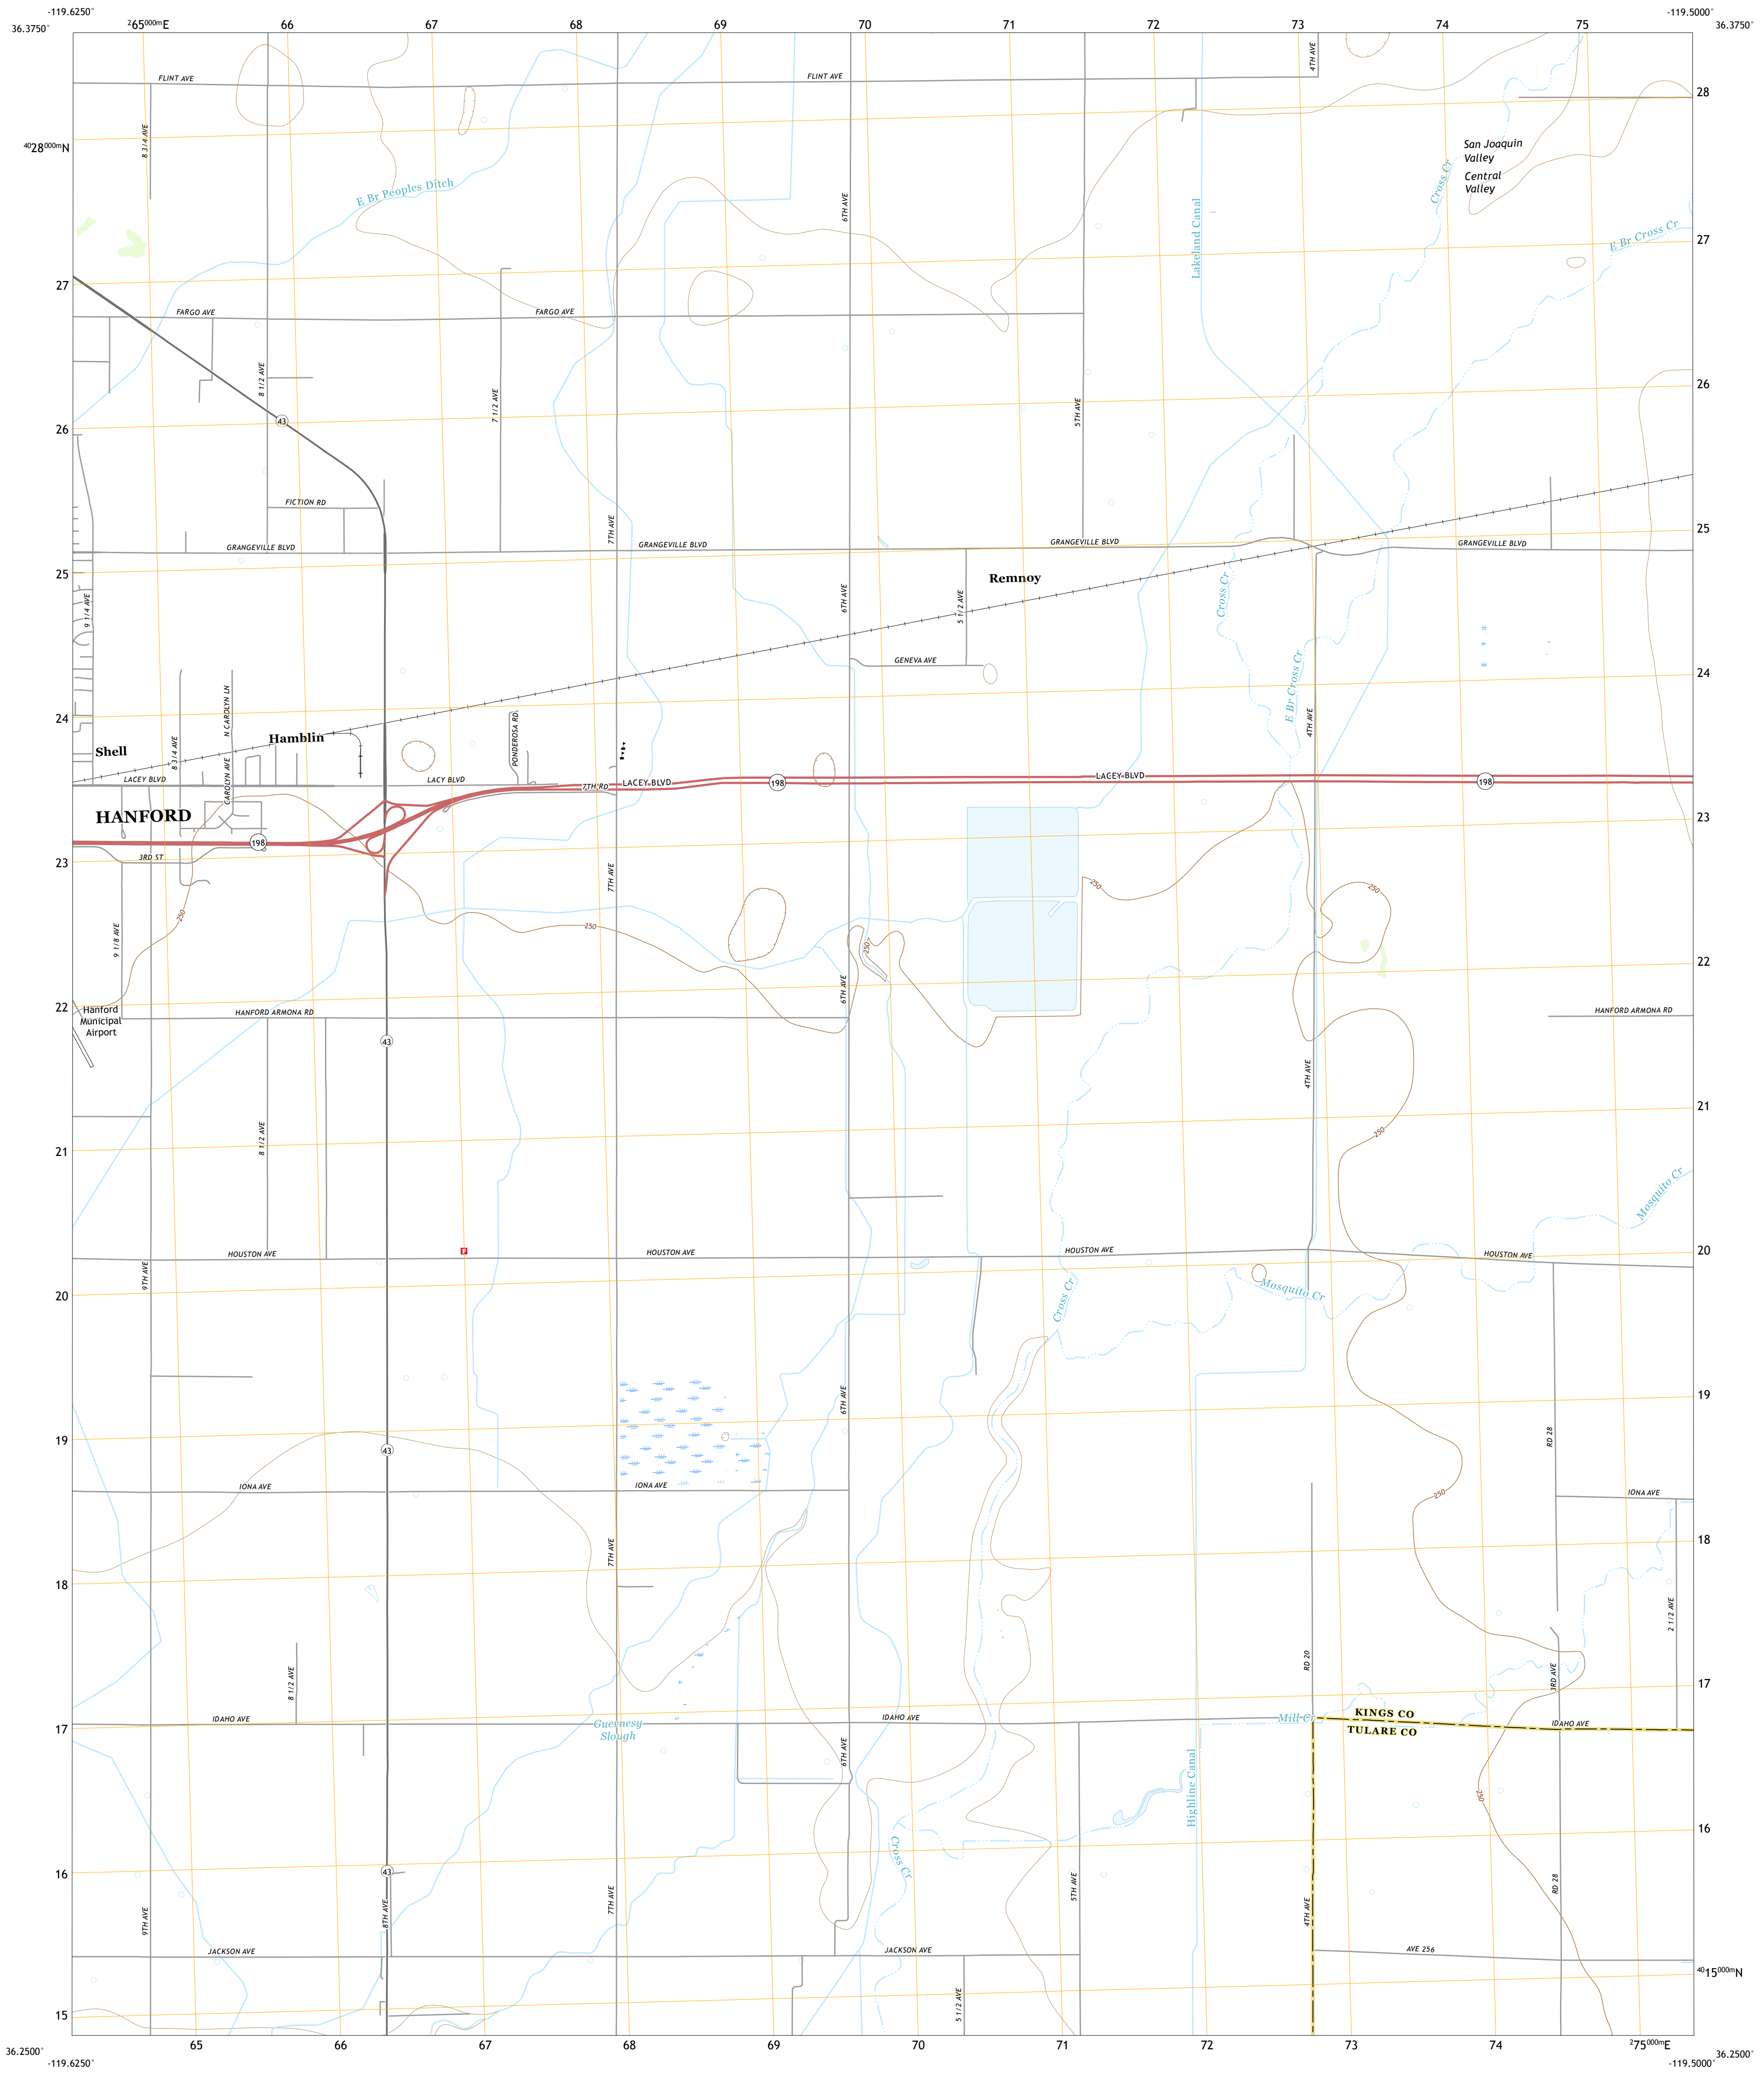 -119.6250°
²65⁰⁰⁰ᵐE
66
67
68
69
70
71
72
73
74
75
-119.5000°
36.3750°
36.3750°
4TH AVE
FLINT AVE
FLINT AVE
28
8 3/4 AVE
⁴⁰28⁰⁰⁰ᵐN
San Joaquin
Valley
Central
Valley
Cross Cr
E Br Peoples Ditch
6TH AVE
Lakeland Canal
E Br Cross Cr
27
27
FARGO AVE
FARGO AVE
8 1/2 AVE
7 1/2 AVE
5TH AVE
26
43
26
FICTION RD
7TH AVE
25
GRANGEVILLE BLVD
GRANGEVILLE BLVD
GRANGEVILLE BLVD
GRANGEVILLE BLVD
25
Remnoy
9 1/4 AVE
6TH AVE
5 1/2 AVE
Cross Cr
GENEVA AVE
24
E Br Cross Cr
N CAROLYN LN
24
4TH AVE
Hamblin
Shell
8 3/4 AVE
PONDEROSA RD
LACEY BLVD
LACY BLVD
7TH RD
LACEY BLVD
198
LACEY BLVD
198
CAROLYN AVE
HANFORD
23
198
3RD ST
23
7TH AVE
250
250
250
250
250
9 1/8 AVE
22
6TH AVE
22
Hanford
Municipal
Airport
HANFORD ARMONA RD
HANFORD ARMONA RD
43
4TH AVE
21
250
8 1/2 AVE
21
Mosquito Cr
HOUSTON AVE
F
HOUSTON AVE
HOUSTON AVE
HOUSTON AVE
20
9TH AVE
Mosquito Cr
Cross Cr
20
19
6TH AVE
RD 28
19
43
IONA AVE
IONA AVE
250
IONA AVE
18
7TH AVE
18
2 1/2 AVE
RD 20
8 1/2 AVE
3RD AVE
17
IDAHO AVE
Guernesy
Slough
IDAHO AVE
Mill Cr
KINGS CO
TULARE CO
IDAHO AVE
17
6TH AVE
Highline Canal
250
16
Cross Cr
16
43
5TH AVE
RD 28
9TH AVE
8TH AVE
7TH AVE
4TH AVE
JACKSON AVE
JACKSON AVE
AVE 256
⁴⁰15⁰⁰⁰ᵐN
5 1/2 AVE
15
65
66
67
68
69
70
71
72
73
74
²75⁰⁰⁰ᵐE
36.2500°
36.2500°
-119.6250°
-119.5000°